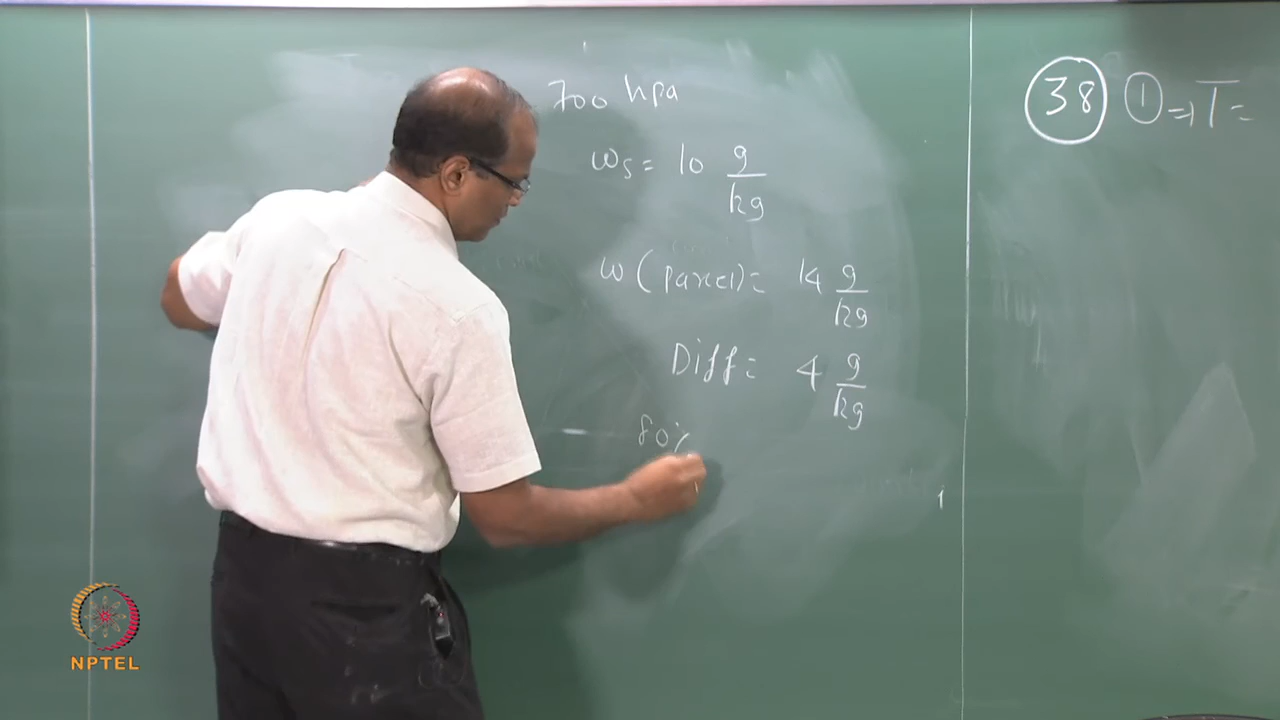 700 hpa
ws = 10 g/kg
w (parcel) = 14 g/kg
Diff = 4 g/kg
80%
38 1 ⇒ T =
NPTEL